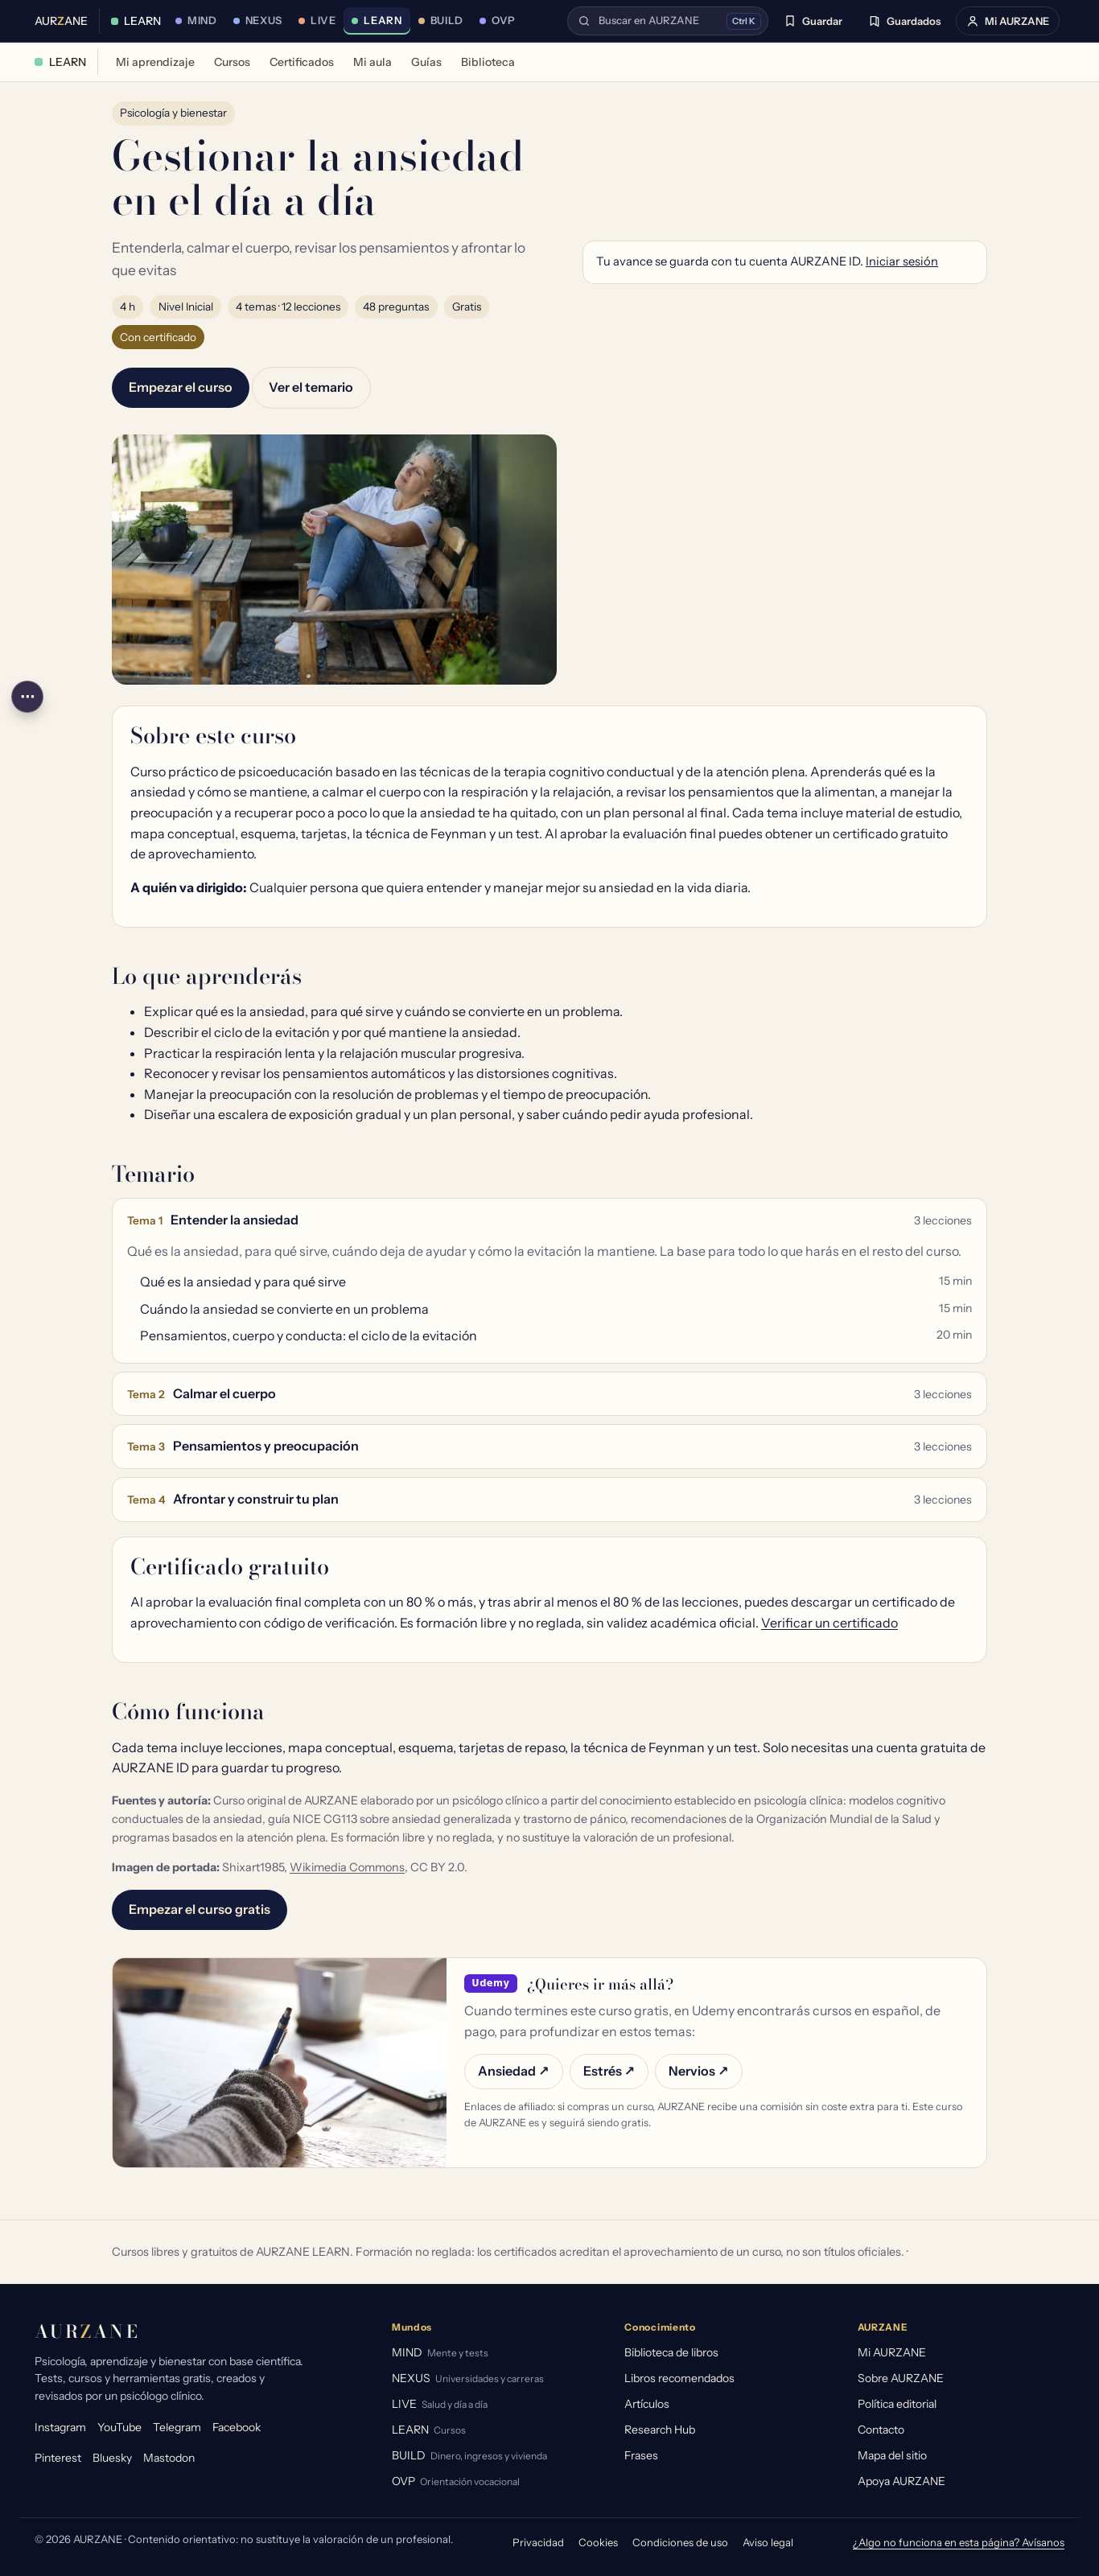 AURZANE
LEARN
MIND
NEXUS
LIVE
LEARN
BUILD
OVP
Buscar en AURZANE
Ctrl K
Guardar
Guardados
Mi AURZANE
LEARN
Mi aprendizaje
Cursos
Certificados
Mi aula
Guías
Biblioteca
Psicología y bienestar
Gestionar la ansiedad
en el día a día
Entenderla, calmar el cuerpo, revisar los pensamientos y afrontar lo
que evitas
4 h
Nivel Inicial
4 temas · 12 lecciones
48 preguntas
Gratis
Con certificado
Empezar el curso
Ver el temario
Tu avance se guarda con tu cuenta AURZANE ID. Iniciar sesión
Sobre este curso
Curso práctico de psicoeducación basado en las técnicas de la terapia cognitivo conductual y de la atención plena. Aprenderás qué es la
ansiedad y cómo se mantiene, a calmar el cuerpo con la respiración y la relajación, a revisar los pensamientos que la alimentan, a manejar la
preocupación y a recuperar poco a poco lo que la ansiedad te ha quitado, con un plan personal al final. Cada tema incluye material de estudio,
mapa conceptual, esquema, tarjetas, la técnica de Feynman y un test. Al aprobar la evaluación final puedes obtener un certificado gratuito
de aprovechamiento.
A quién va dirigido: Cualquier persona que quiera entender y manejar mejor su ansiedad en la vida diaria.
Lo que aprenderás
• Explicar qué es la ansiedad, para qué sirve y cuándo se convierte en un problema.
• Describir el ciclo de la evitación y por qué mantiene la ansiedad.
• Practicar la respiración lenta y la relajación muscular progresiva.
• Reconocer y revisar los pensamientos automáticos y las distorsiones cognitivas.
• Manejar la preocupación con la resolución de problemas y el tiempo de preocupación.
• Diseñar una escalera de exposición gradual y un plan personal, y saber cuándo pedir ayuda profesional.
Temario
Tema 1 Entender la ansiedad 3 lecciones
Qué es la ansiedad, para qué sirve, cuándo deja de ayudar y cómo la evitación la mantiene. La base para todo lo que harás en el resto del curso.
Qué es la ansiedad y para qué sirve 15 min
Cuándo la ansiedad se convierte en un problema 15 min
Pensamientos, cuerpo y conducta: el ciclo de la evitación 20 min
Tema 2 Calmar el cuerpo 3 lecciones
Tema 3 Pensamientos y preocupación 3 lecciones
Tema 4 Afrontar y construir tu plan 3 lecciones
Certificado gratuito
Al aprobar la evaluación final completa con un 80 % o más, y tras abrir al menos el 80 % de las lecciones, puedes descargar un certificado de
aprovechamiento con código de verificación. Es formación libre y no reglada, sin validez académica oficial. Verificar un certificado
Cómo funciona
Cada tema incluye lecciones, mapa conceptual, esquema, tarjetas de repaso, la técnica de Feynman y un test. Solo necesitas una cuenta gratuita de
AURZANE ID para guardar tu progreso.
Fuentes y autoría: Curso original de AURZANE elaborado por un psicólogo clínico a partir del conocimiento establecido en psicología clínica: modelos cognitivo
conductuales de la ansiedad, guía NICE CG113 sobre ansiedad generalizada y trastorno de pánico, recomendaciones de la Organización Mundial de la Salud y
programas basados en la atención plena. Es formación libre y no reglada, y no sustituye la valoración de un profesional.
Imagen de portada: Shixart1985, Wikimedia Commons, CC BY 2.0.
Empezar el curso gratis
Udemy ¿Quieres ir más allá?
Cuando termines este curso gratis, en Udemy encontrarás cursos en español, de
pago, para profundizar en estos temas:
Ansiedad ↗
Estrés ↗
Nervios ↗
Enlaces de afiliado: si compras un curso, AURZANE recibe una comisión sin coste extra para ti. Este curso
de AURZANE es y seguirá siendo gratis.
Cursos libres y gratuitos de AURZANE LEARN. Formación no reglada: los certificados acreditan el aprovechamiento de un curso, no son títulos oficiales. ·
AURZANE
Psicología, aprendizaje y bienestar con base científica.
Tests, cursos y herramientas gratis, creados y
revisados por un psicólogo clínico.
Instagram YouTube Telegram Facebook
Pinterest Bluesky Mastodon
Mundos
MIND Mente y tests
NEXUS Universidades y carreras
LIVE Salud y día a día
LEARN Cursos
BUILD Dinero, ingresos y vivienda
OVP Orientación vocacional
Conocimiento
Biblioteca de libros
Libros recomendados
Artículos
Research Hub
Frases
AURZANE
Mi AURZANE
Sobre AURZANE
Política editorial
Contacto
Mapa del sitio
Apoya AURZANE
© 2026 AURZANE · Contenido orientativo: no sustituye la valoración de un profesional.
Privacidad
Cookies
Condiciones de uso
Aviso legal
¿Algo no funciona en esta página? Avísanos